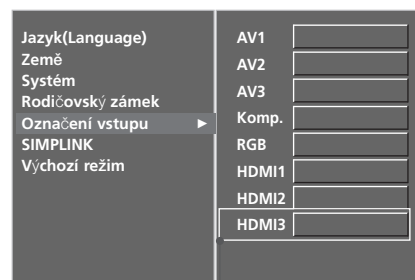 Jazyk(Language)
Země
Systém
Rodičovský zámek
Označení vstupu ►
SIMPLINK
Výchozí režim
AV1
AV2
AV3
Komp.
RGB
HDMI1
HDMI2
HDMI3